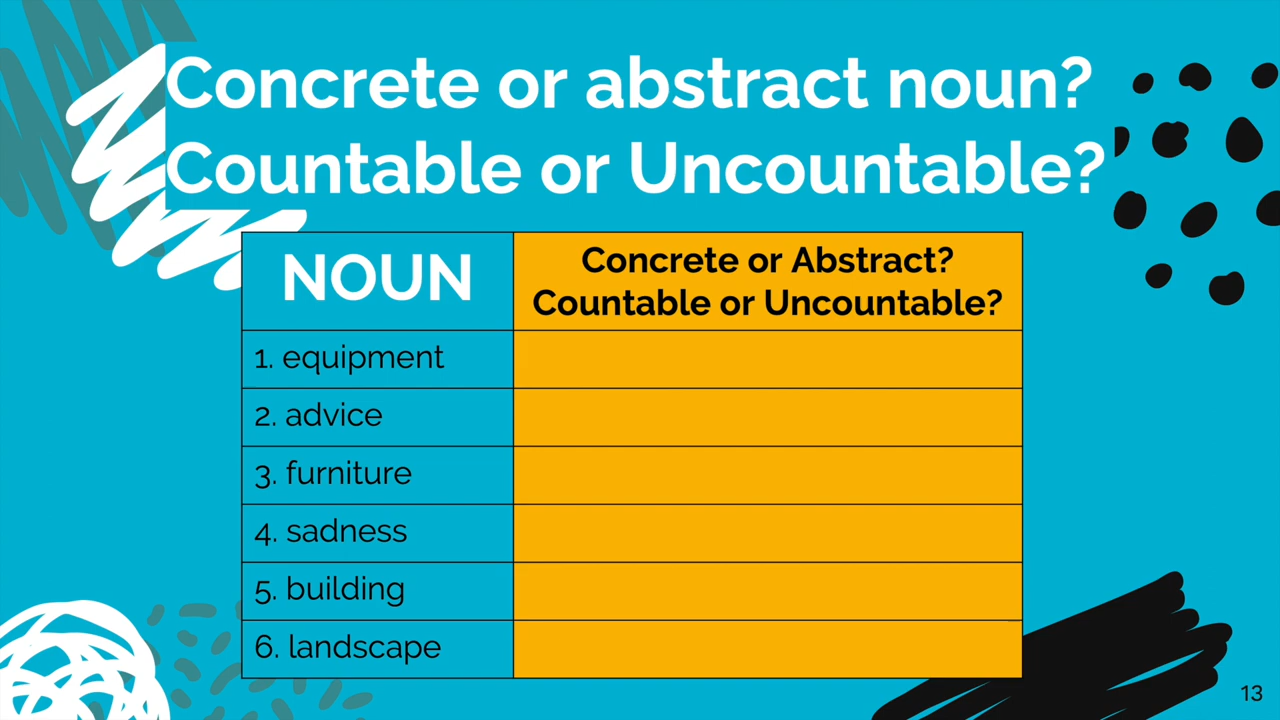 Concrete or abstract noun?
Countable or Uncountable?
NOUN
Concrete or Abstract?
Countable or Uncountable?
1. equipment
2. advice
3. furniture
4. sadness
5. building
6. landscape
13